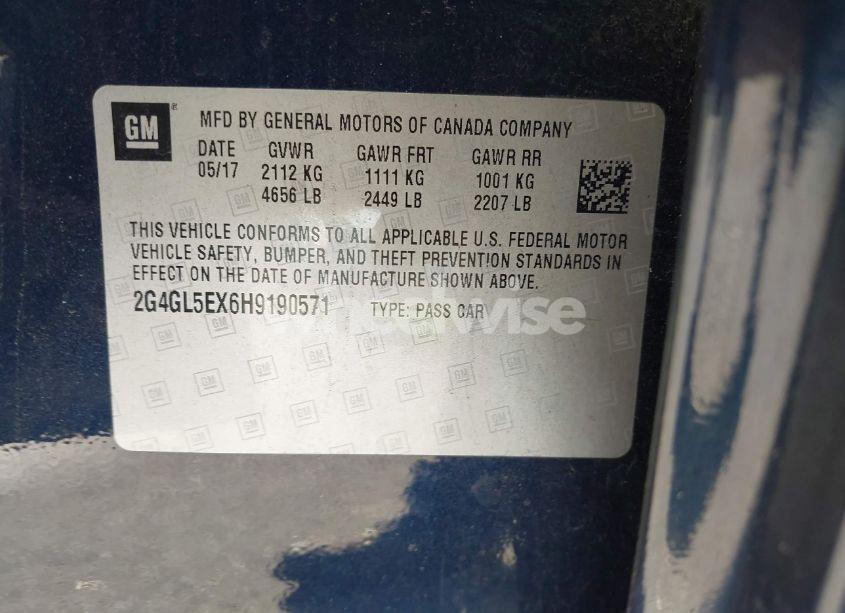 GM ® MFD BY GENERAL MOTORS OF CANADA COMPANY
DATE GVWR GAWR FRT GAWR RR
05/17 2112 KG 1111 KG 1001 KG
4656 LB 2449 LB 2207 LB
THIS VEHICLE CONFORMS TO ALL APPLICABLE U.S. FEDERAL MOTOR
VEHICLE SAFETY, BUMPER, AND THEFT PREVENTION STANDARDS IN
EFFECT ON THE DATE OF MANUFACTURE SHOWN ABOVE.
2G4GL5EX6H9190571 TYPE: PASS CAR